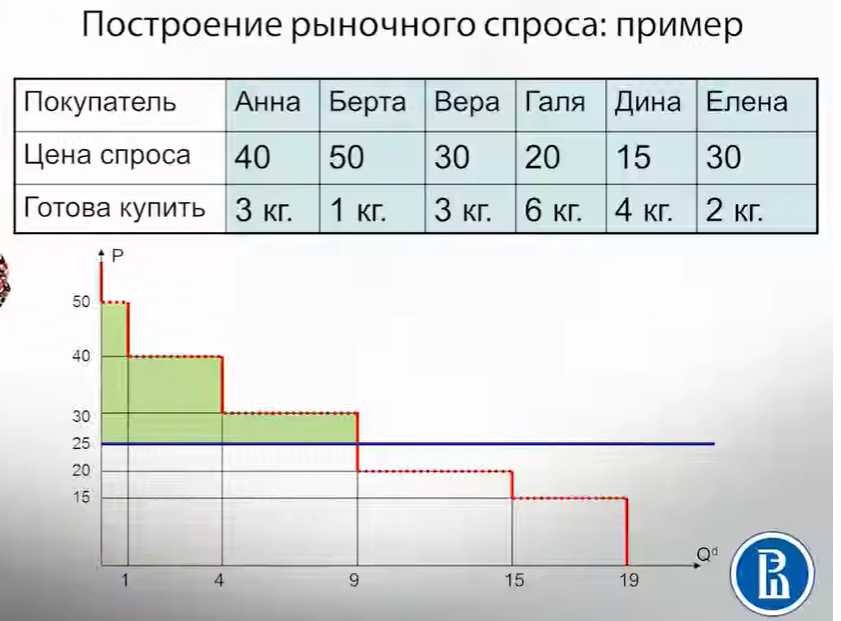 Построение рыночного спроса: пример
Покупатель Анна Берта Вера Галя Дина Елена
Цена спроса 40 50 30 20 15 30
Готова купить 3 кг. 1 кг. 3 кг. 6 кг. 4 кг. 2 кг.
P
50
40
30
25
20
15
Qd
1 4 9 15 19